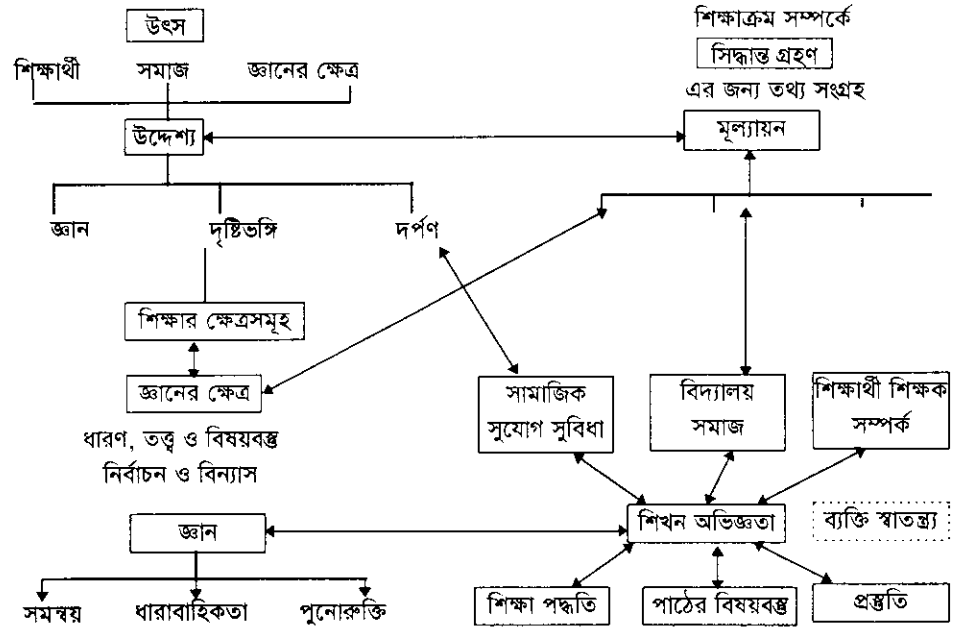 উৎস
শিক্ষার্থী সমাজ জ্ঞানের ক্ষেত্র
উদ্দেশ্য
জ্ঞান দৃষ্টিভঙ্গি দর্পণ
শিক্ষার ক্ষেত্রসমূহ
জ্ঞানের ক্ষেত্র
ধারণ, তত্ত্ব ও বিষয়বস্তু
নির্বাচন ও বিন্যাস
জ্ঞান
সমন্বয় ধারাবাহিকতা পুনোরুক্তি
শিক্ষাক্রম সম্পর্কে
সিদ্ধান্ত গ্রহণ
এর জন্য তথ্য সংগ্রহ
মূল্যায়ন
সামাজিক
সুযোগ সুবিধা
বিদ্যালয়
সমাজ
শিক্ষার্থী শিক্ষক
সম্পর্ক
শিখন অভিজ্ঞতা
ব্যক্তি স্বাতন্ত্র্য
শিক্ষা পদ্ধতি
পাঠের বিষয়বস্তু
প্রস্তুতি